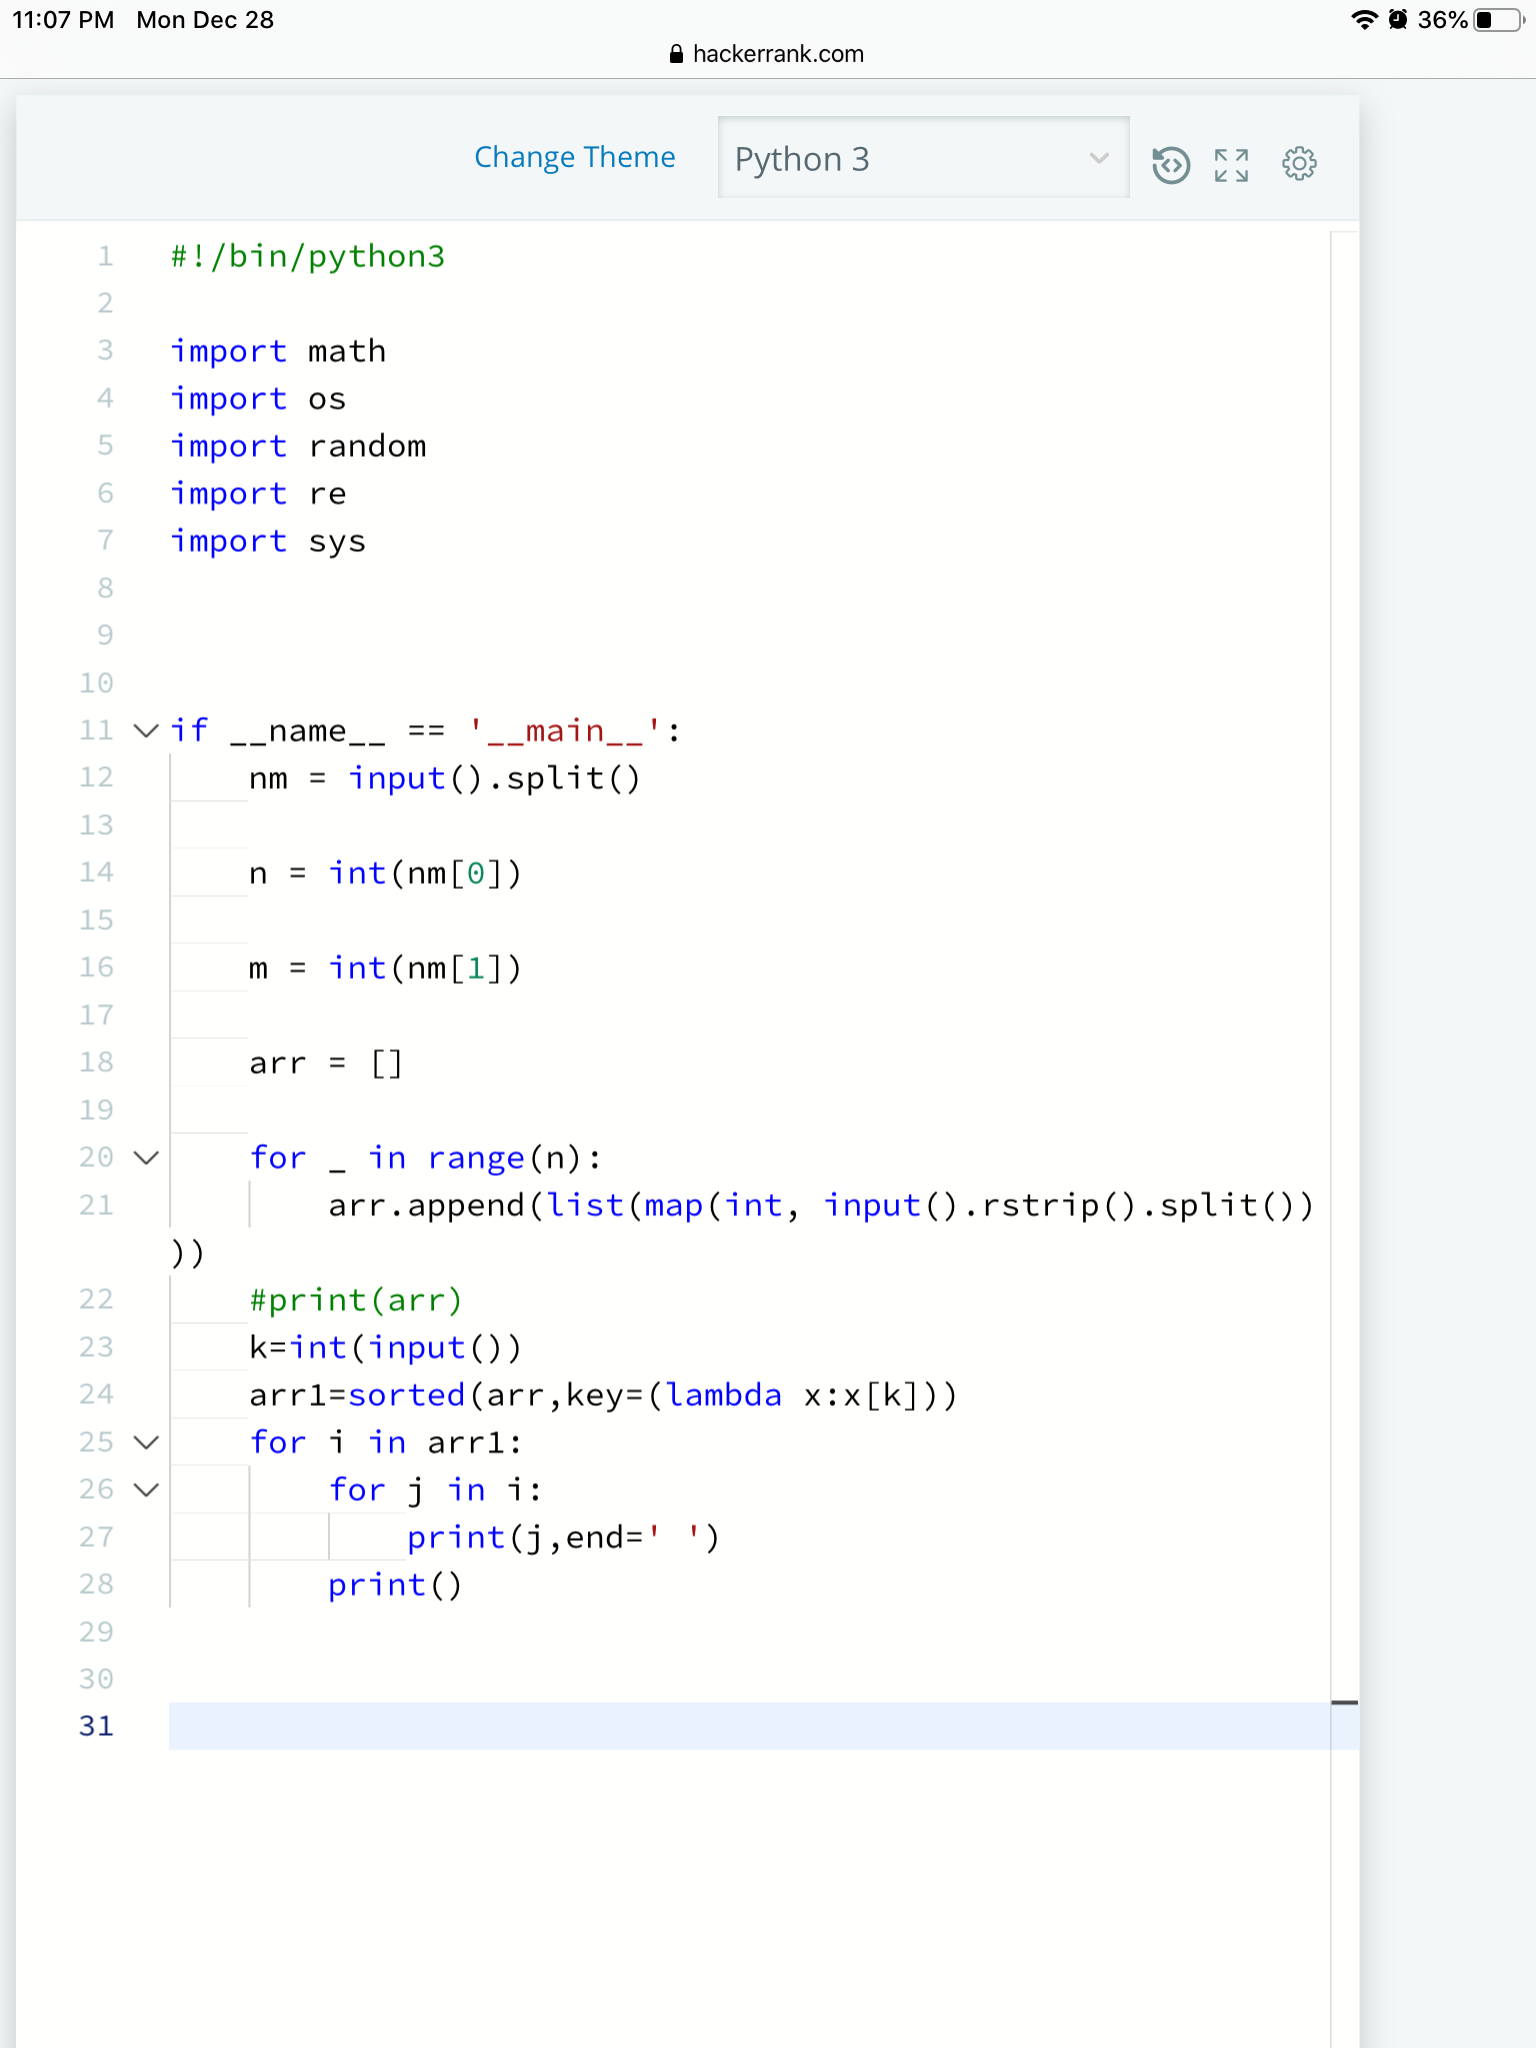 11:07 PM Mon Dec 28
36%
hackerrank.com
Change Theme
Python 3
1 #!/bin/python3
2
3 import math
4 import os
5 import random
6 import re
7 import sys
8
9
10
11 if __name__ == '__main__':
12     nm = input().split()
13
14     n = int(nm[0])
15
16     m = int(nm[1])
17
18     arr = []
19
20     for _ in range(n):
21         arr.append(list(map(int, input().rstrip().split())
))
22     #print(arr)
23     k=int(input())
24     arr1=sorted(arr,key=(lambda x:x[k]))
25     for i in arr1:
26         for j in i:
27             print(j,end=' ')
28         print()
29
30
31